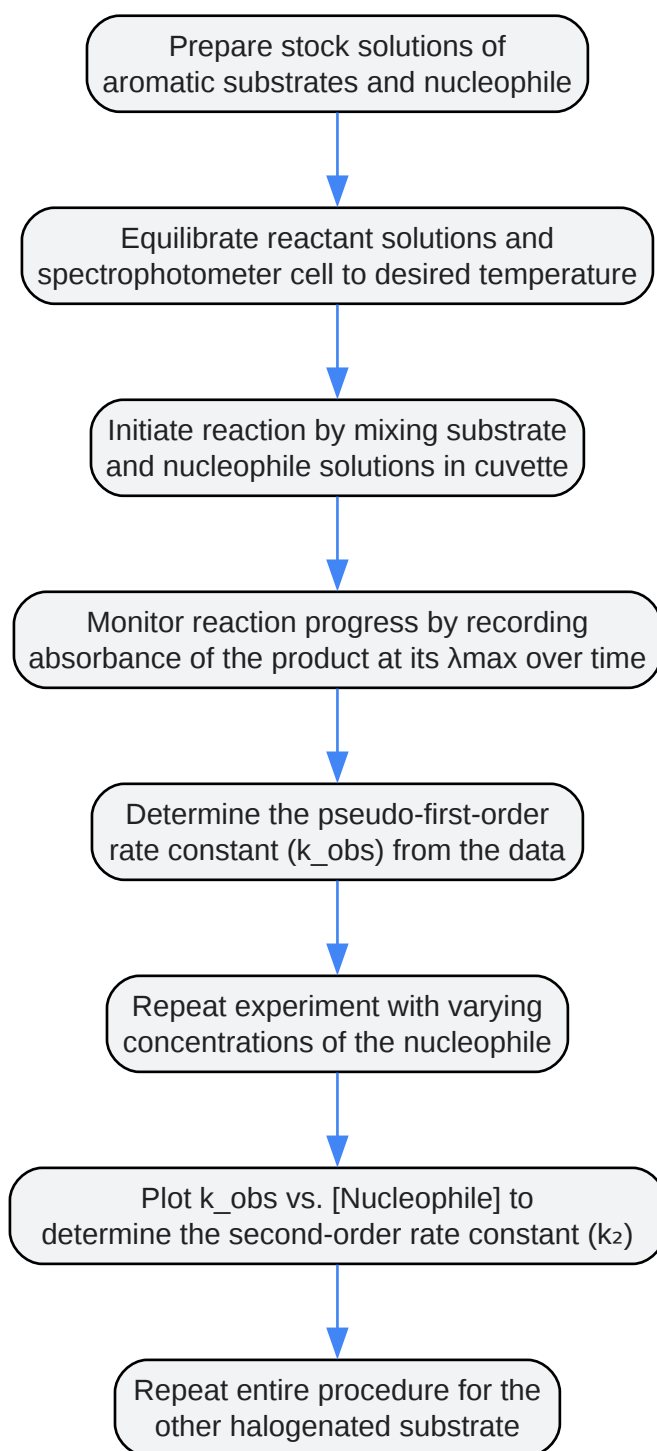 Prepare stock solutions of
aromatic substrates and nucleophile
Equilibrate reactant solutions and
spectrophotometer cell to desired temperature
Initiate reaction by mixing substrate
and nucleophile solutions in cuvette
Monitor reaction progress by recording
absorbance of the product at its λmax over time
Determine the pseudo-first-order
rate constant (k_obs) from the data
Repeat experiment with varying
concentrations of the nucleophile
Plot k_obs vs. [Nucleophile] to
determine the second-order rate constant (k₂)
Repeat entire procedure for the
other halogenated substrate